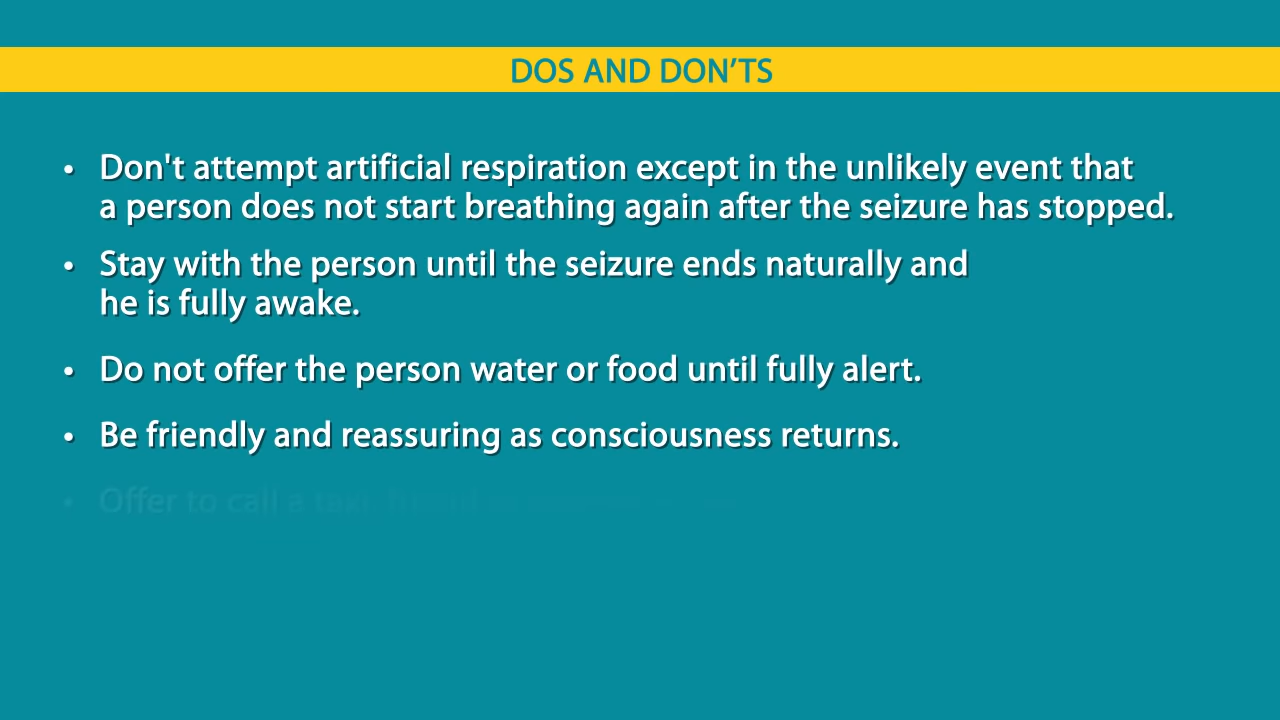 DOS AND DON'TS
• Don't attempt artificial respiration except in the unlikely event that
a person does not start breathing again after the seizure has stopped.
• Stay with the person until the seizure ends naturally and
he is fully awake.
• Do not offer the person water or food until fully alert.
• Be friendly and reassuring as consciousness returns.
• Offer to call a taxi,